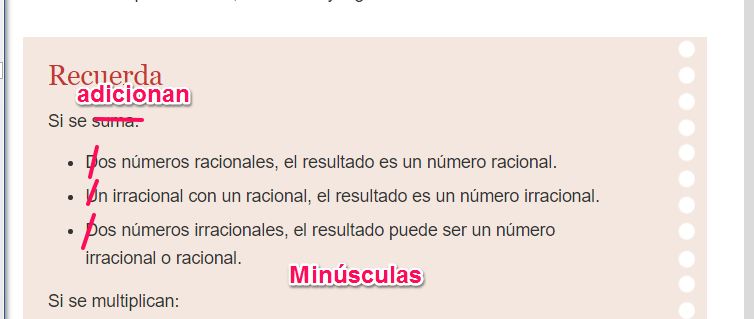 Recuerda
adicionan
Si se suma:
Dos números racionales, el resultado es un número racional.
Un irracional con un racional, el resultado es un número irracional.
Dos números irracionales, el resultado puede ser un número
irracional o racional.
Minúsculas
Si se multiplican: